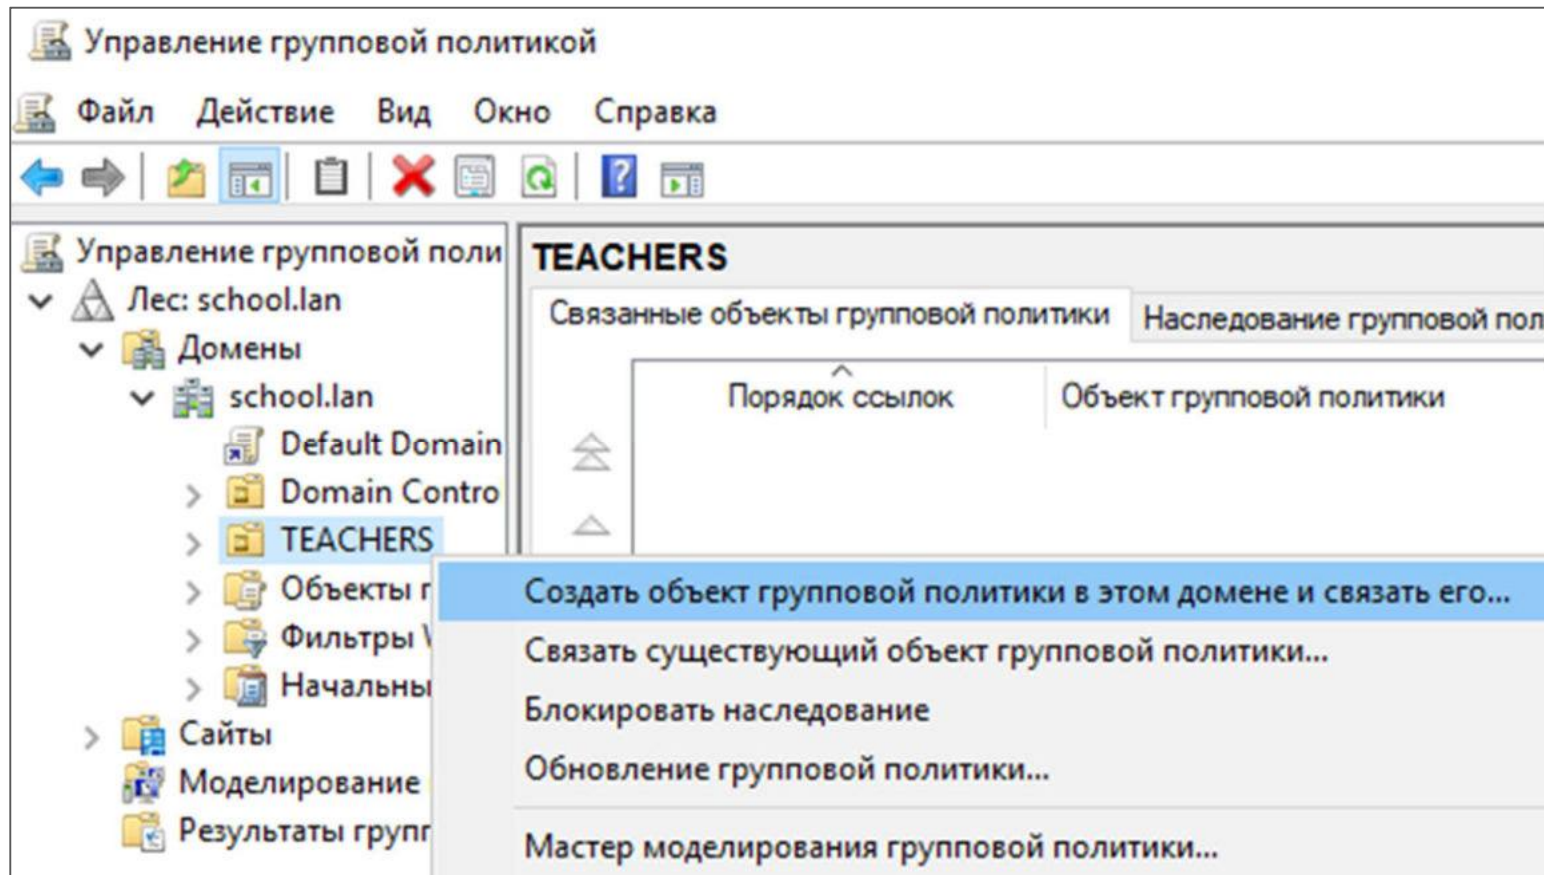 Управление групповой политикой
Файл Действие Вид Окно Справка
Управление групповой поли
Лес: school.lan
Домены
school.lan
Default Domain
Domain Contro
TEACHERS
Объекты г
Фильтры
Начальны
Сайты
Моделирование
Результаты групп
TEACHERS
Связанные объекты групповой политики
Наследование групповой пол
Порядок ссылок
Объект групповой политики
Создать объект групповой политики в этом домене и связать его...
Связать существующий объект групповой политики...
Блокировать наследование
Обновление групповой политики...
Мастер моделирования групповой политики...